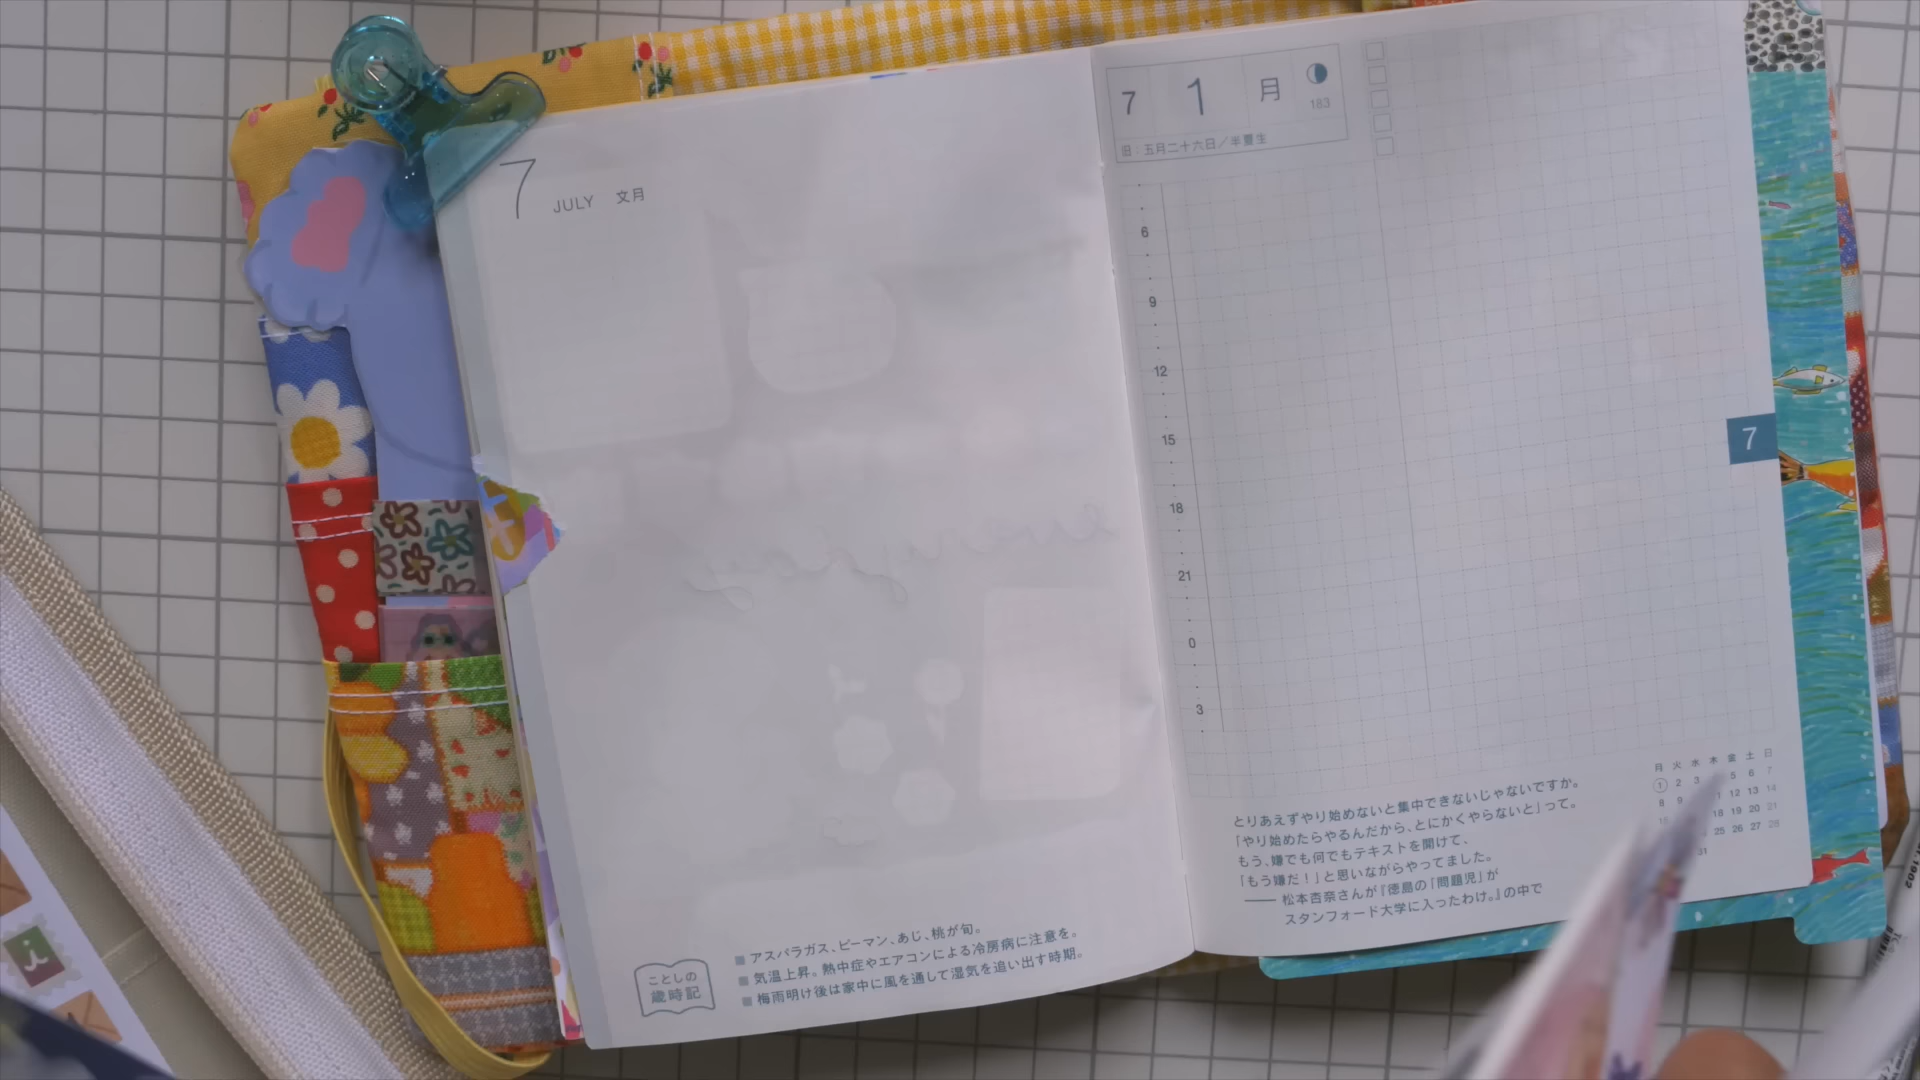 7 JULY 文月
ことしの
歳時記
■ アスパラガス、ピーマン、あじ、桃が旬。
■ 気温上昇。熱中症やエアコンによる冷房病に注意を。
■ 梅雨明け後は家中に風を通して湿気を追い出す時期。
7 1 月
183
旧:五月二十六日/半夏生
6
9
12
15
18
21
0
3
7
とりあえずやり始めないと集中できないじゃないですか。
「やり始めたらやるんだから、とにかくやらないと」って。
もう、嫌でも何でもテキストを開けて、
「もう嫌だ!」と思いながらやってました。
── 松本杏奈さんが『徳島の「問題児」が
スタンフォード大学に入ったわけ。』の中で
月 火 水 木 金 土 日
1 2 3 5 6 7
8 9 12 13 14
18 19 20 21
25 26 27 28
31
i